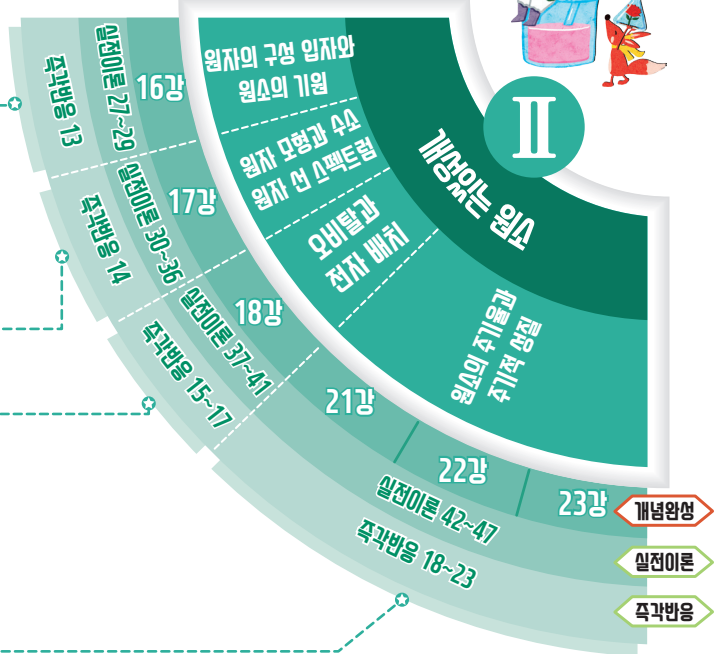 II
개성있는 원소
원자의 구성 입자와
원소의 기원
16강
실전이론 27~29
즉각반응 13
원자 모형과 수소
원자 선 스펙트럼
17강
실전이론 30~36
즉각반응 14
오비탈과
전자 배치
18강
실전이론 37~41
즉각반응 15~17
원소의 주기율과
주기적 성질
21강
22강
23강
실전이론 42~47
즉각반응 18~23
개념완성
실전이론
즉각반응